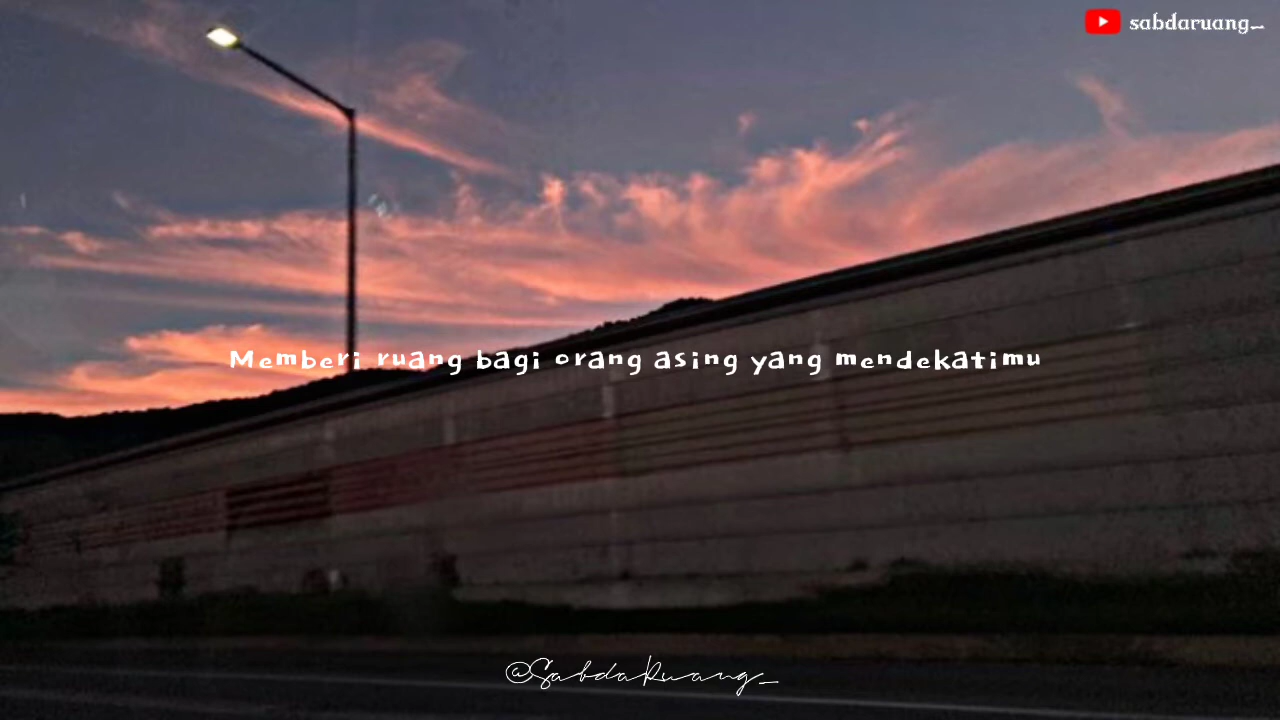 sabdaruang_
Memberi ruang bagi orang asing yang mendekatimu
@SabdaRuang_